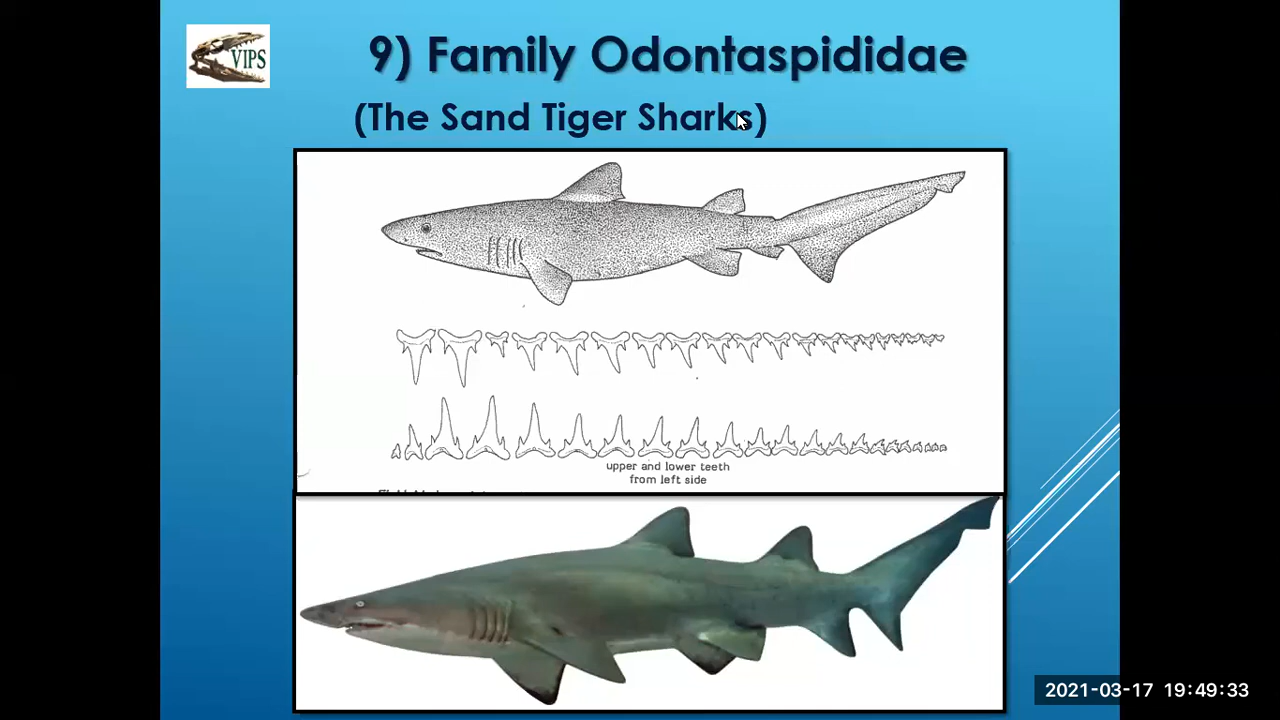 VIPS
9) Family Odontaspididae
(The Sand Tiger Sharks)
upper and lower teeth
from left side
2021-03-17 19:49:33